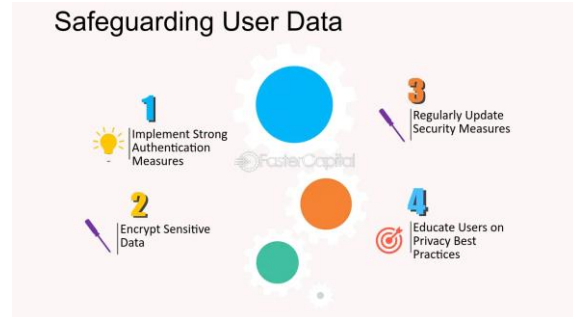 Safeguarding User Data
1
Implement Strong
Authentication
Measures
2
Encrypt Sensitive
Data
3
Regularly Update
Security Measures
4
Educate Users on
Privacy Best
Practices
FasterCapital